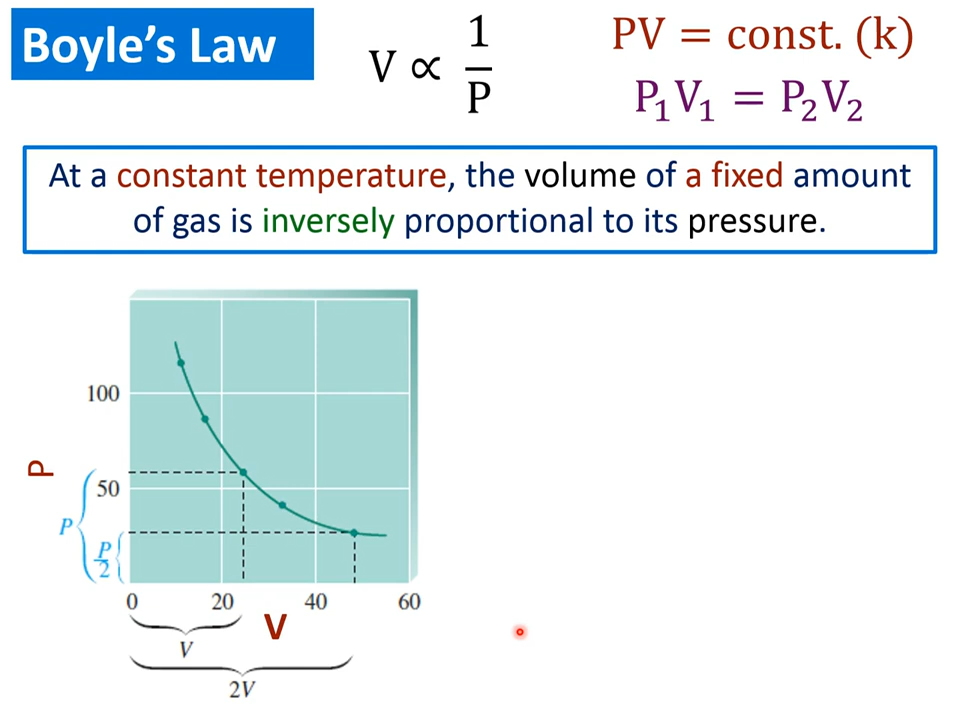 Boyle's Law
V ∝ 1/P
PV = const. (k)
P₁V₁ = P₂V₂
At a constant temperature, the volume of a fixed amount
of gas is inversely proportional to its pressure.
100
50
P
P
P/2
0 20 40 60
V
V
2V